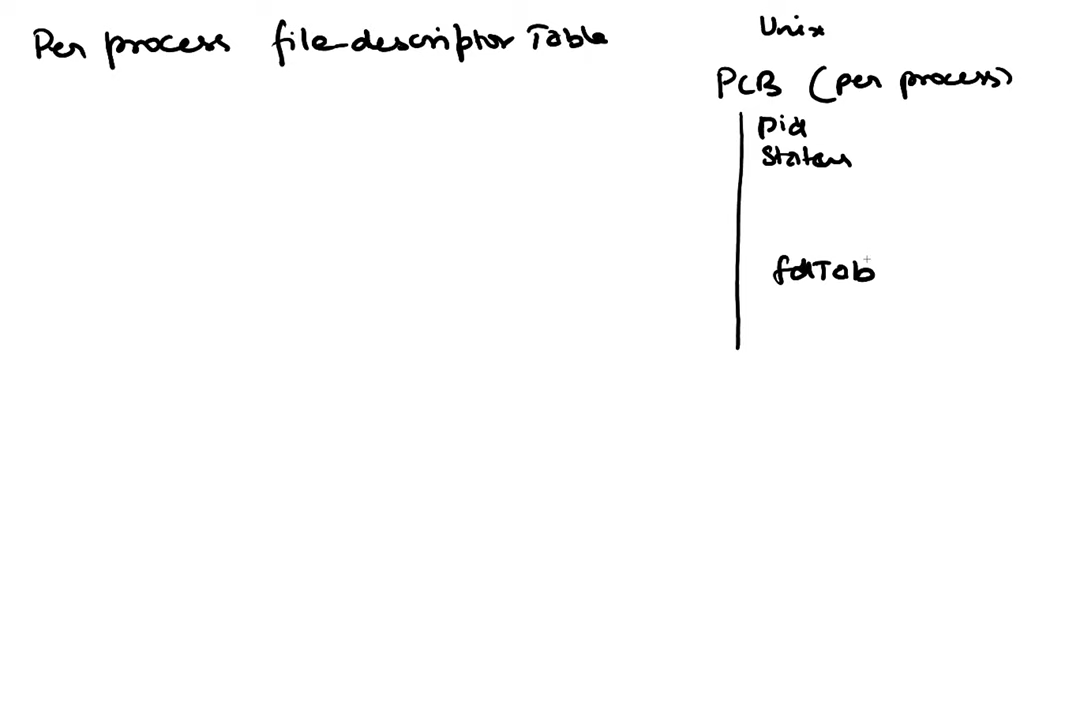 Per process file-descriptor Table
Unix
PCB (per process)
pid
Status
fdTab